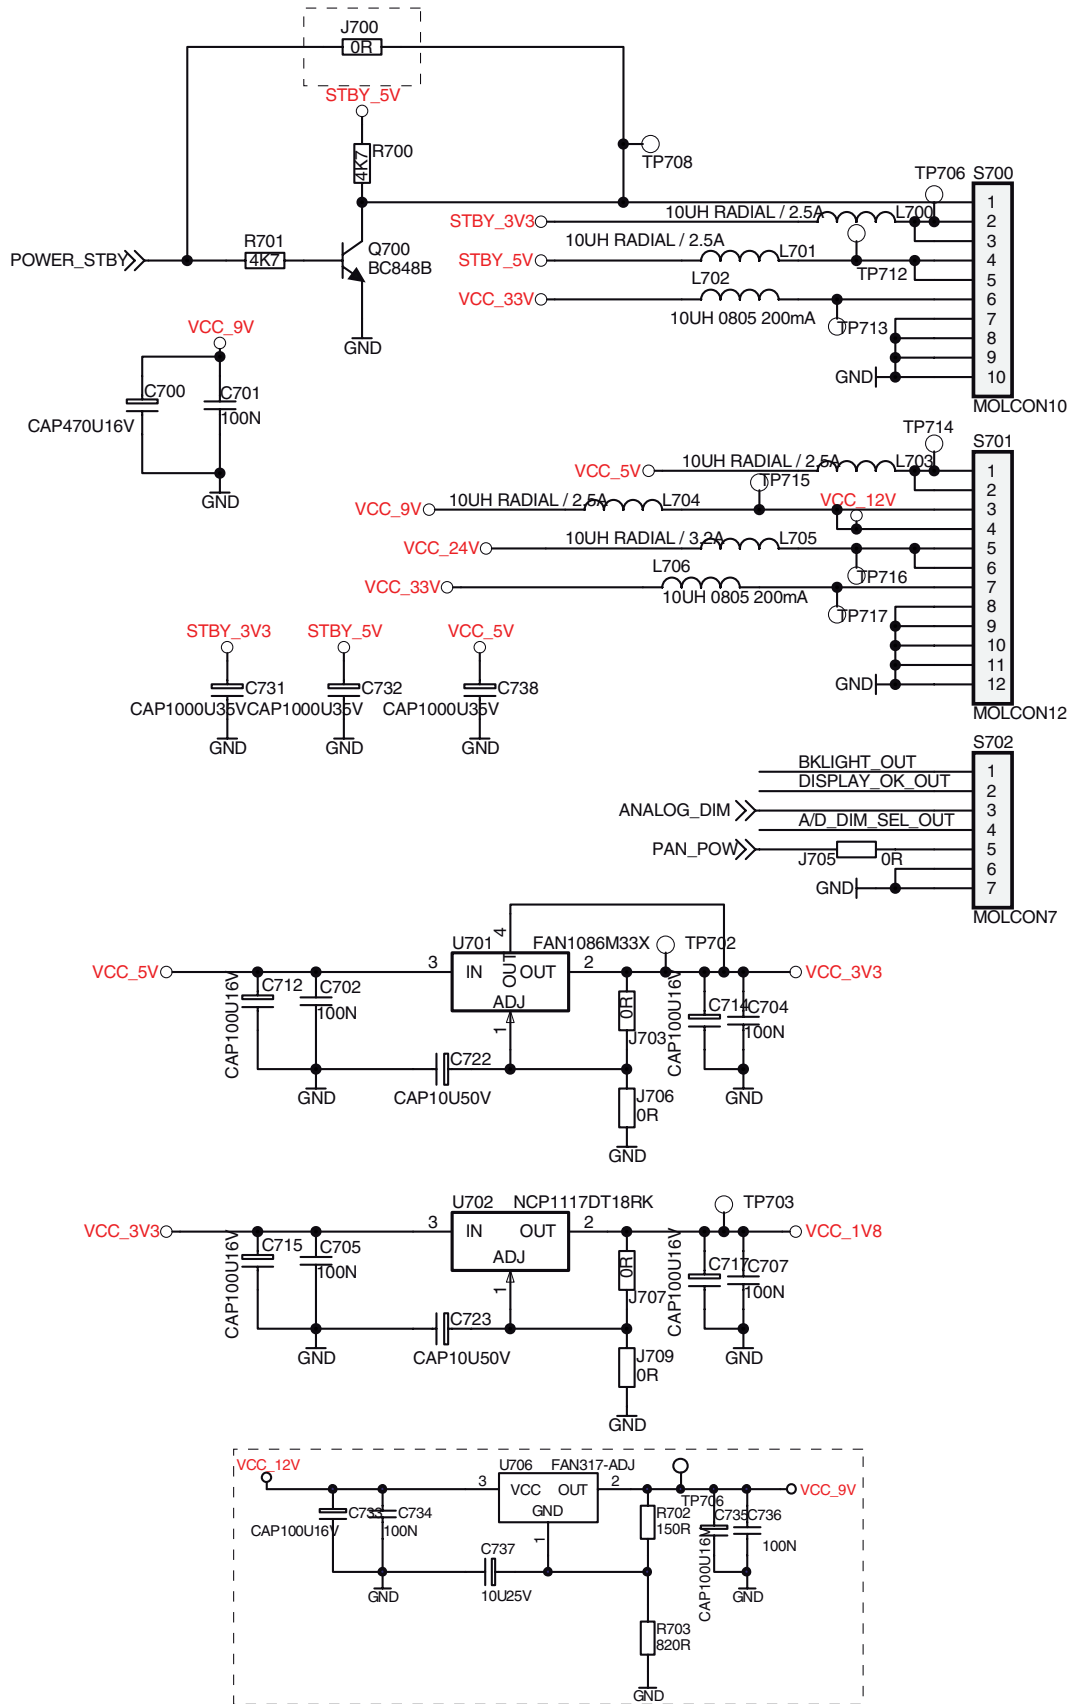 J700
0R
STBY_5V
R700
4K7
TP708
TP706
S700
10UH RADIAL / 2.5A
L700
1
STBY_3V3
2
10UH RADIAL / 2.5A
3
R701
Q700
L701
POWER_STBY
4K7
BC848B
STBY_5V
4
L702
TP712
5
VCC_33V
6
10UH 0805 200mA
TP713
7
VCC_9V
GND
8
9
C700
C701
GND
10
100N
CAP470U16V
MOLCON10
TP714
S701
10UH RADIAL / 2.5A
L703
VCC_5V
1
TP715
2
GND
10UH RADIAL / 2.5A
L704
VCC_12V
VCC_9V
3
4
10UH RADIAL / 3.2A
L705
VCC_24V
5
L706
TP716
6
VCC_33V
7
10UH 0805 200mA
TP717
8
STBY_3V3
STBY_5V
VCC_5V
9
10
11
C731
C732
C738
GND
12
CAP1000U35V
CAP1000U35V
CAP1000U35V
MOLCON12
GND
GND
GND
S702
BKLIGHT_OUT
1
DISPLAY_OK_OUT
2
ANALOG_DIM
3
A/D_DIM_SEL_OUT
4
PAN_POW
J705
0R
5
6
GND
7
MOLCON7
U701
4
FAN1086M33X
TP702
VCC_5V
3
IN
OUT
OUT
2
VCC_3V3
CAP100U16V
C712
C702
100N
ADJ
1
0R
J703
CAP100U16V
C714
C704
100N
C722
CAP10U50V
GND
J706
0R
GND
GND
U702
NCP1117DT18RK
TP703
VCC_3V3
3
IN
OUT
2
VCC_1V8
CAP100U16V
C715
C705
100N
ADJ
1
0R
J707
CAP100U16V
C717
C707
100N
C723
CAP10U50V
GND
J709
0R
GND
GND
VCC_12V
U706
FAN317-ADJ
3
VCC
OUT
2
VCC_9V
TP706
C733
C734
GND
R702
C735
C736
CAP100U16V
100N
1
150R
CAP100U16V
100N
C737
GND
10U25V
GND
R703
820R
GND